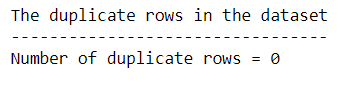 The duplicate rows in the dataset
---------------------------------
Number of duplicate rows = 0